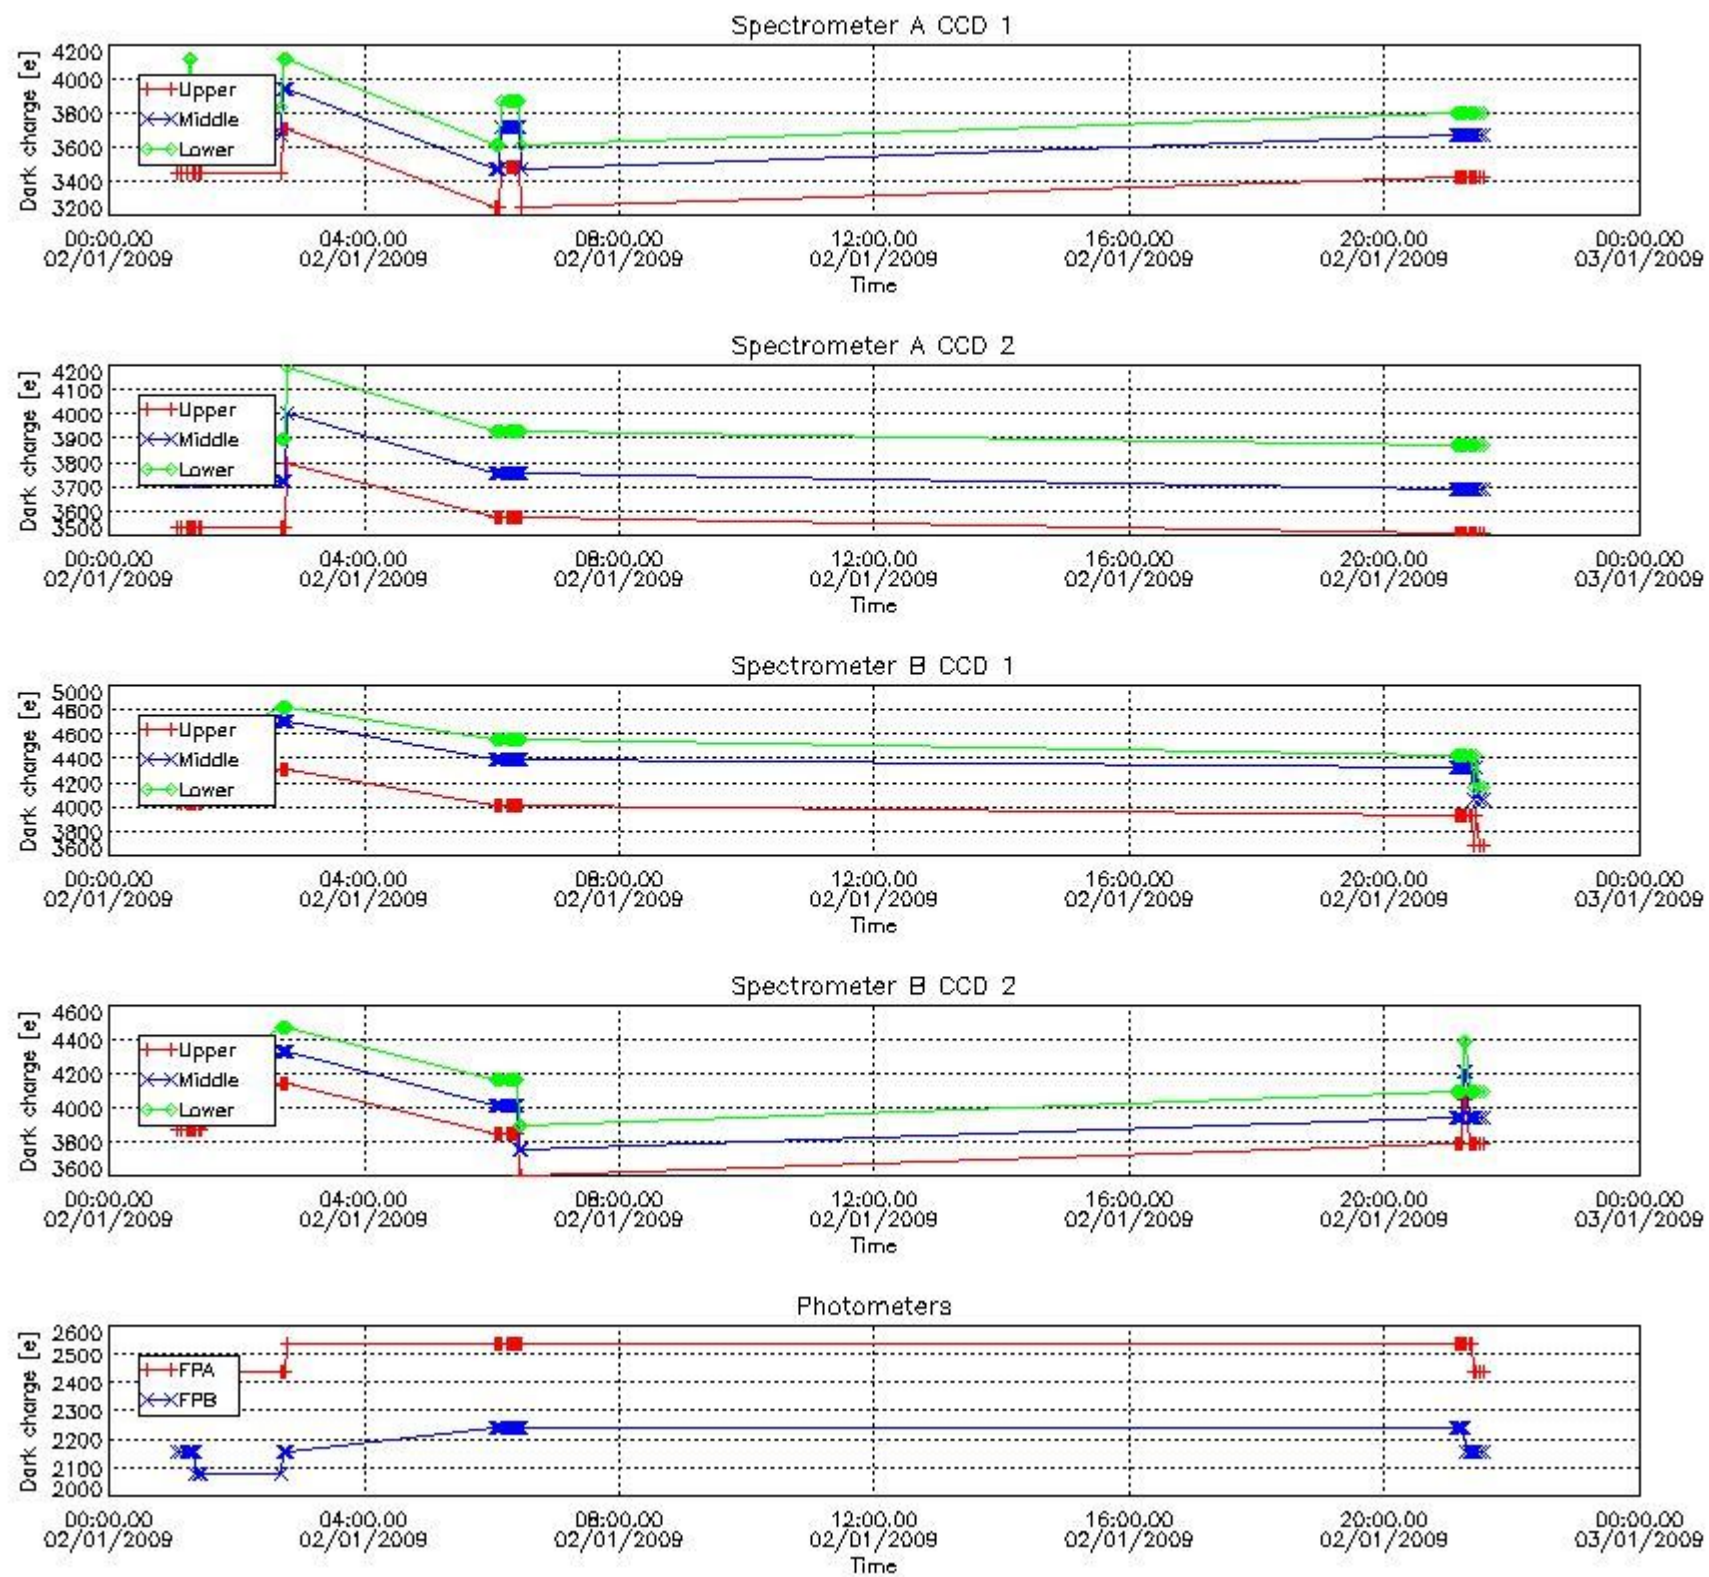 Spectrometer A CCD 1
Dark charge [e]
4200
4000
3800
3600
3400
3200
Upper
Middle
Lower
00:00.00 04:00.00 08:00.00 12:00.00 16:00.00 20:00.00 00:00.00
02/01/2009 02/01/2009 02/01/2009 02/01/2009 02/01/2009 02/01/2009 03/01/2009
Time
Spectrometer A CCD 2
Dark charge [e]
4200
4100
4000
3900
3800
3700
3600
3500
Upper
Middle
Lower
00:00.00 04:00.00 08:00.00 12:00.00 16:00.00 20:00.00 00:00.00
02/01/2009 02/01/2009 02/01/2009 02/01/2009 02/01/2009 02/01/2009 03/01/2009
Time
Spectrometer B CCD 1
Dark charge [e]
5000
4800
4600
4400
4200
4000
3800
3600
Upper
Middle
Lower
00:00.00 04:00.00 08:00.00 12:00.00 16:00.00 20:00.00 00:00.00
02/01/2009 02/01/2009 02/01/2009 02/01/2009 02/01/2009 02/01/2009 03/01/2009
Time
Spectrometer B CCD 2
Dark charge [e]
4600
4400
4200
4000
3800
3600
Upper
Middle
Lower
00:00.00 04:00.00 08:00.00 12:00.00 16:00.00 20:00.00 00:00.00
02/01/2009 02/01/2009 02/01/2009 02/01/2009 02/01/2009 02/01/2009 03/01/2009
Time
Photometers
Dark charge [e]
2600
2500
2400
2300
2200
2100
2000
FPA
FPB
00:00.00 04:00.00 08:00.00 12:00.00 16:00.00 20:00.00 00:00.00
02/01/2009 02/01/2009 02/01/2009 02/01/2009 02/01/2009 02/01/2009 03/01/2009
Time